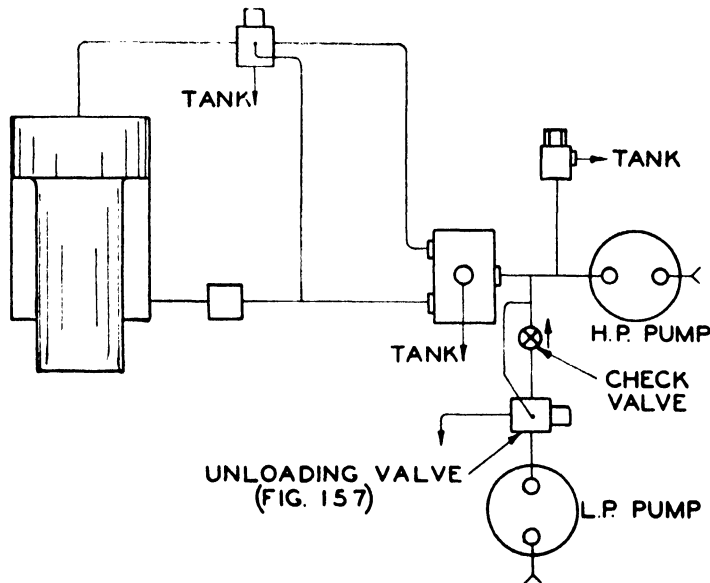 TANK
TANK
H.P. PUMP
TANK
CHECK
VALVE
UNLOADING VALVE
(FIG. 157)
L.P. PUMP